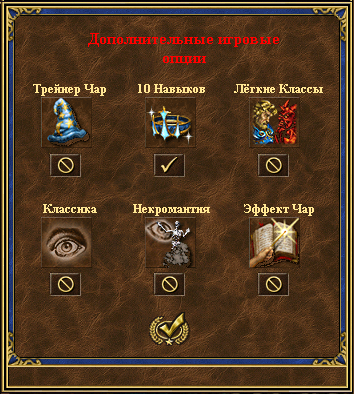 Дополнительные игровые
опции
Трейнер Чар 10 Навыков Лёгкие Классы
Классика Некромантия Эффект Чар